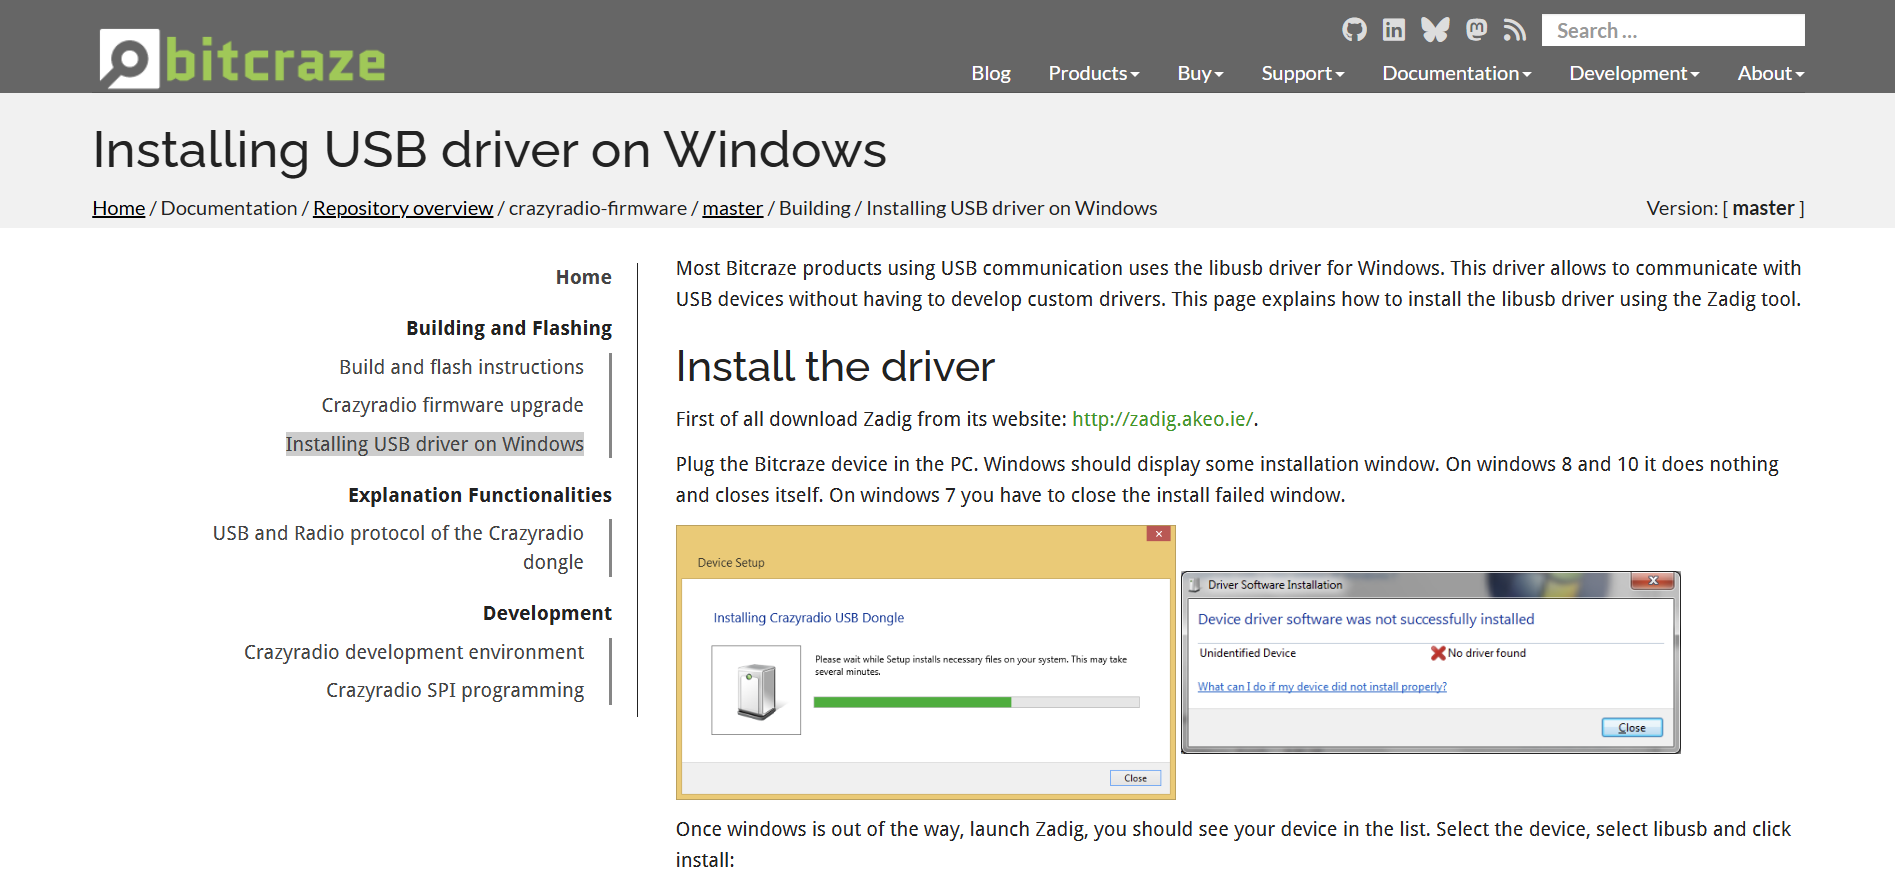 bitcraze
Search ...
Blog Products Buy Support Documentation Development About
Installing USB driver on Windows
Home / Documentation / Repository overview / crazyradio-firmware / master / Building / Installing USB driver on Windows
Version: [ master ]
Home
Building and Flashing
Build and flash instructions
Crazyradio firmware upgrade
Installing USB driver on Windows
Explanation Functionalities
USB and Radio protocol of the Crazyradio
dongle
Development
Crazyradio development environment
Crazyradio SPI programming
Most Bitcraze products using USB communication uses the libusb driver for Windows. This driver allows to communicate with
USB devices without having to develop custom drivers. This page explains how to install the libusb driver using the Zadig tool.
Install the driver
First of all download Zadig from its website: http://zadig.akeo.ie/.
Plug the Bitcraze device in the PC. Windows should display some installation window. On windows 8 and 10 it does nothing
and closes itself. On windows 7 you have to close the install failed window.
Device Setup
Installing Crazyradio USB Dongle
Please wait while Setup installs necessary files on your system. This may take
several minutes.
Close
Driver Software Installation
Device driver software was not successfully installed
Unidentified Device No driver found
What can I do if my device did not install properly?
Close
Once windows is out of the way, launch Zadig, you should see your device in the list. Select the device, select libusb and click
install: